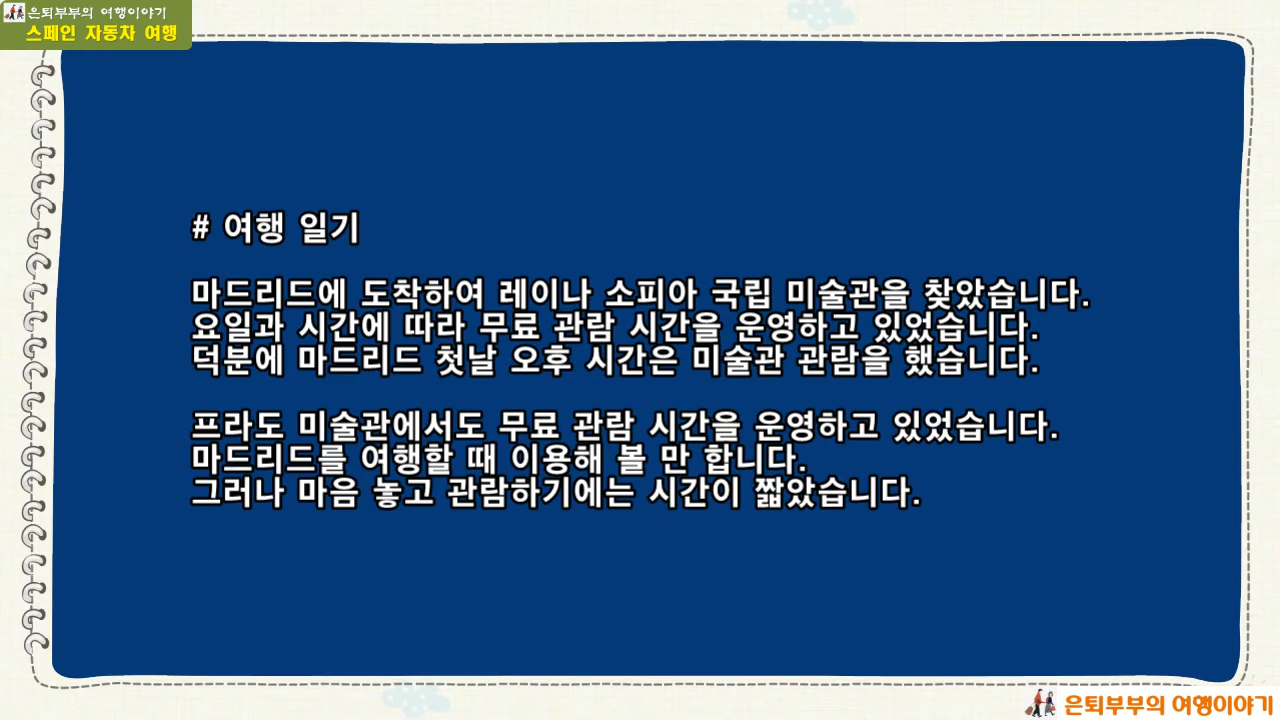 은퇴부부의 여행이야기
스페인 자동차 여행
# 여행 일기
마드리드에 도착하여 레이나 소피아 국립 미술관을 찾았습니다.
요일과 시간에 따라 무료 관람 시간을 운영하고 있었습니다.
덕분에 마드리드 첫날 오후 시간은 미술관 관람을 했습니다.
프라도 미술관에서도 무료 관람 시간을 운영하고 있었습니다.
마드리드를 여행할 때 이용해 볼 만 합니다.
그러나 마음 놓고 관람하기에는 시간이 짧았습니다.
은퇴부부의 여행이야기